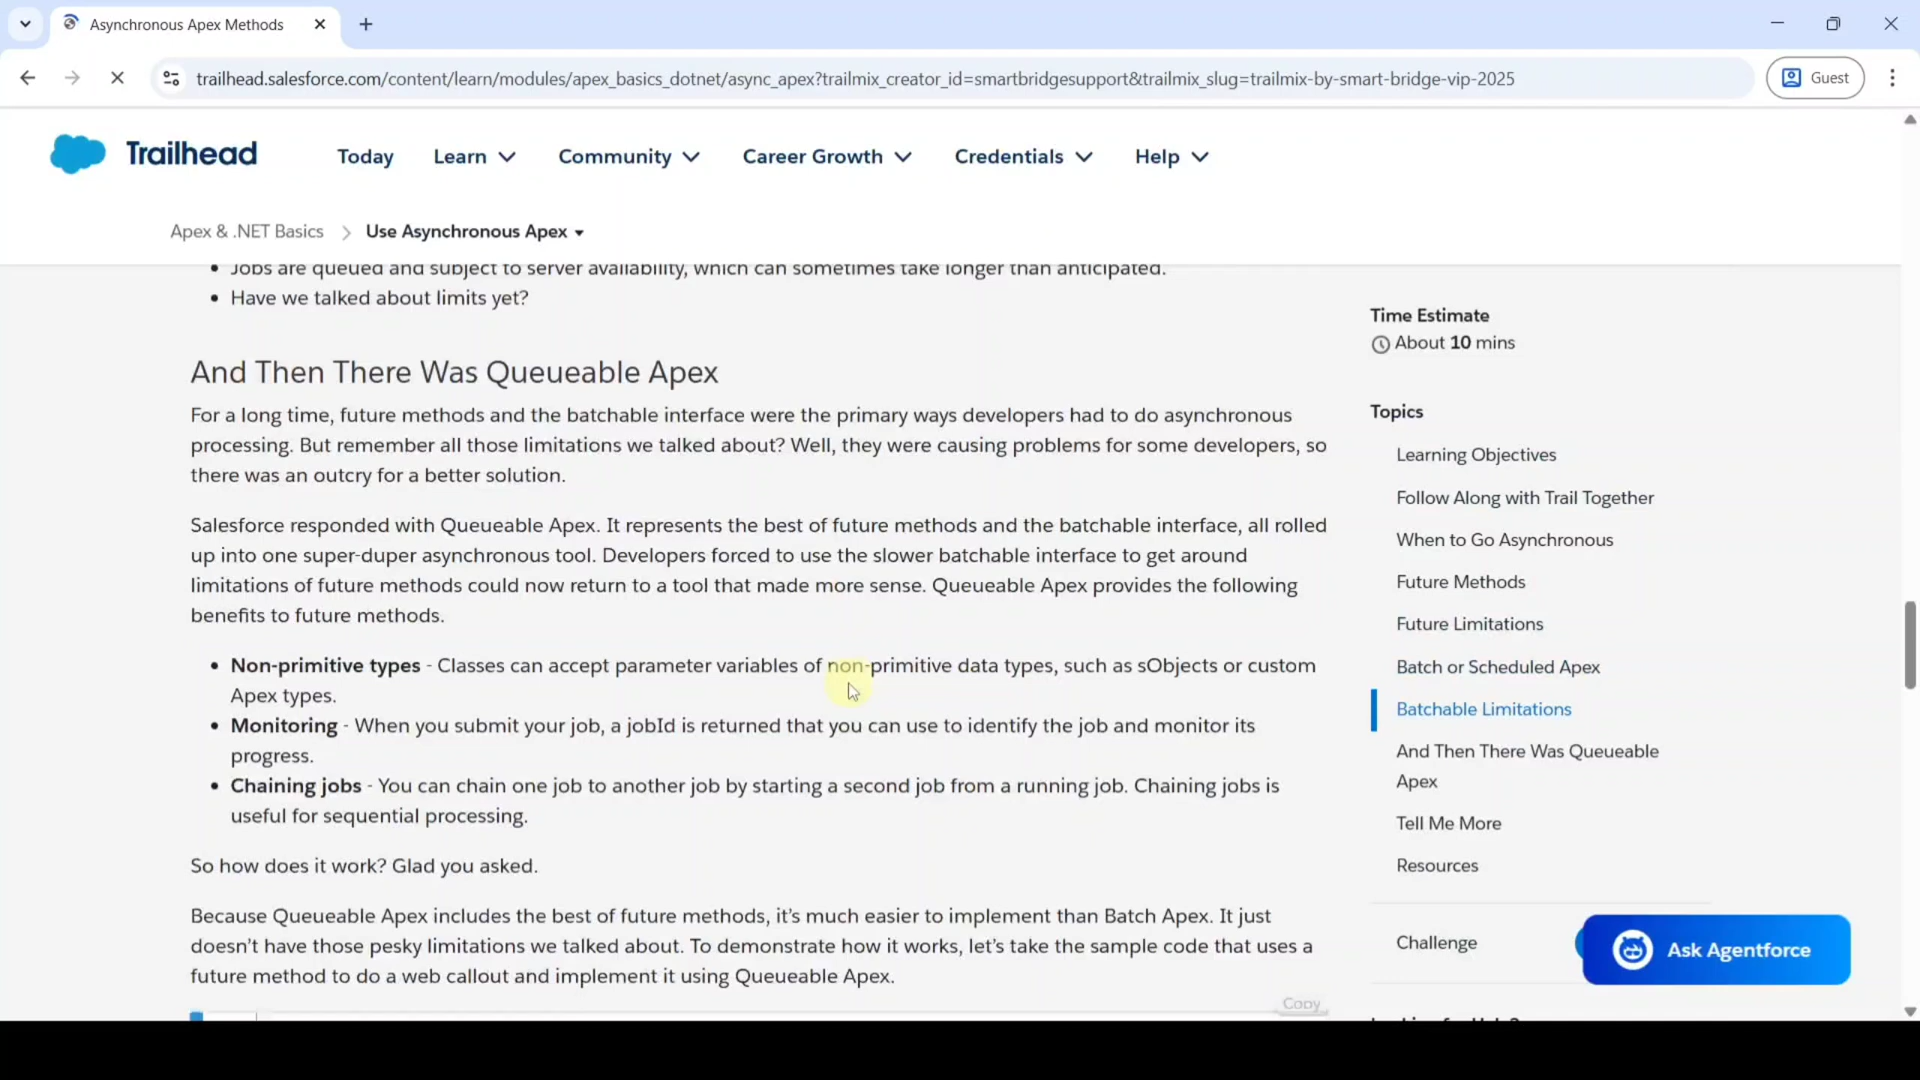 Asynchronous Apex Methods
trailhead.salesforce.com/content/learn/modules/apex_basics_dotnet/async_apex?trailmix_creator_id=smartbridgesupport&trailmix_slug=trailmix-by-smart-bridge-vip-2025
Guest
Trailhead
Today
Learn
Community
Career Growth
Credentials
Help
Apex & .NET Basics
Use Asynchronous Apex
Jobs are queued and subject to server availability, which can sometimes take longer than anticipated.
Have we talked about limits yet?
And Then There Was Queueable Apex
For a long time, future methods and the batchable interface were the primary ways developers had to do asynchronous
processing. But remember all those limitations we talked about? Well, they were causing problems for some developers, so
there was an outcry for a better solution.
Salesforce responded with Queueable Apex. It represents the best of future methods and the batchable interface, all rolled
up into one super-duper asynchronous tool. Developers forced to use the slower batchable interface to get around
limitations of future methods could now return to a tool that made more sense. Queueable Apex provides the following
benefits to future methods.
Non-primitive types - Classes can accept parameter variables of non-primitive data types, such as sObjects or custom
Apex types.
Monitoring - When you submit your job, a jobId is returned that you can use to identify the job and monitor its
progress.
Chaining jobs - You can chain one job to another job by starting a second job from a running job. Chaining jobs is
useful for sequential processing.
So how does it work? Glad you asked.
Because Queueable Apex includes the best of future methods, it's much easier to implement than Batch Apex. It just
doesn't have those pesky limitations we talked about. To demonstrate how it works, let's take the sample code that uses a
future method to do a web callout and implement it using Queueable Apex.
Copy
Time Estimate
About 10 mins
Topics
Learning Objectives
Follow Along with Trail Together
When to Go Asynchronous
Future Methods
Future Limitations
Batch or Scheduled Apex
Batchable Limitations
And Then There Was Queueable
Apex
Tell Me More
Resources
Challenge
Ask Agentforce